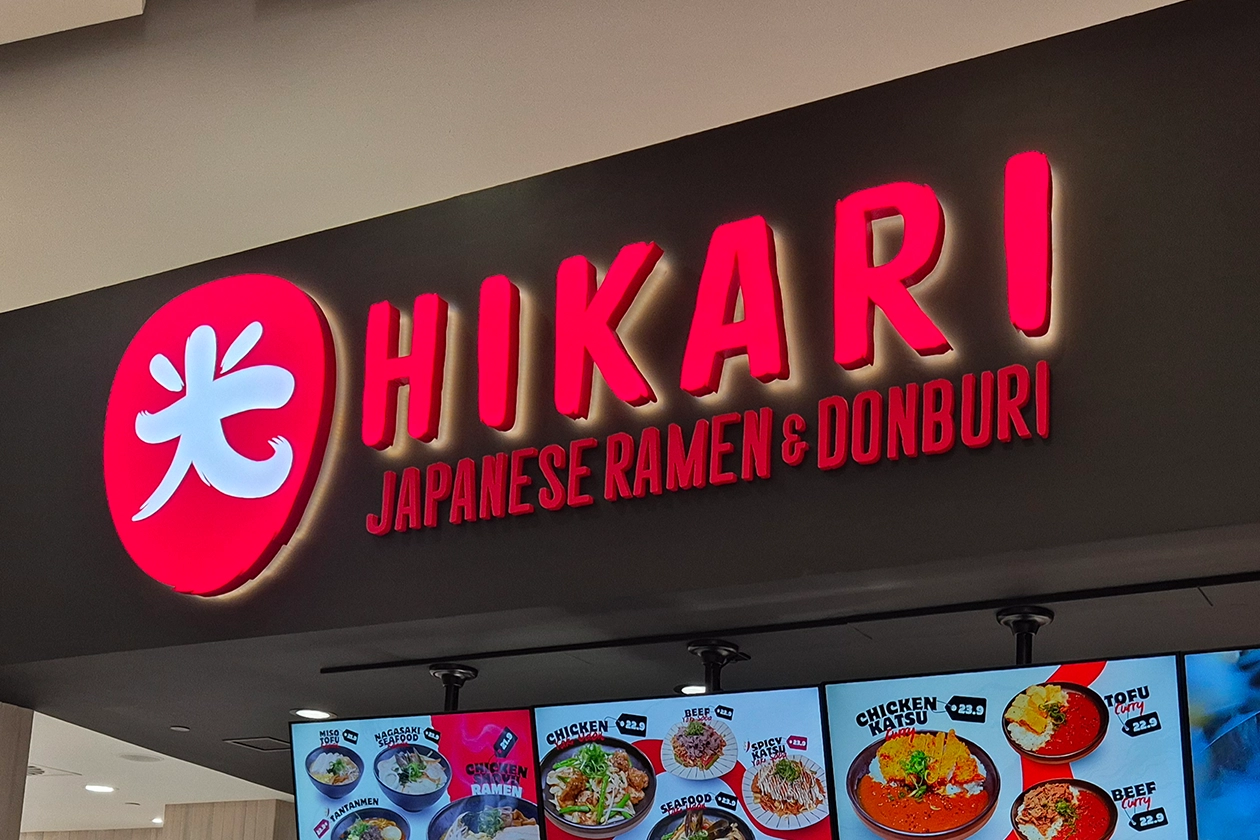 光
HIKARI
JAPANESE RAMEN & DONBURI
MISO
TOFU
NAGASAKI
SEAFOOD
CHICKEN
RAMEN
TANTANMEN
CHICKEN
22.9
BEEF
SPICY
KATSU
SEAFOOD
23.9
CHICKEN
KATSU
Curry
23.9
TOFU
Curry
22.9
BEEF
Curry
22.9